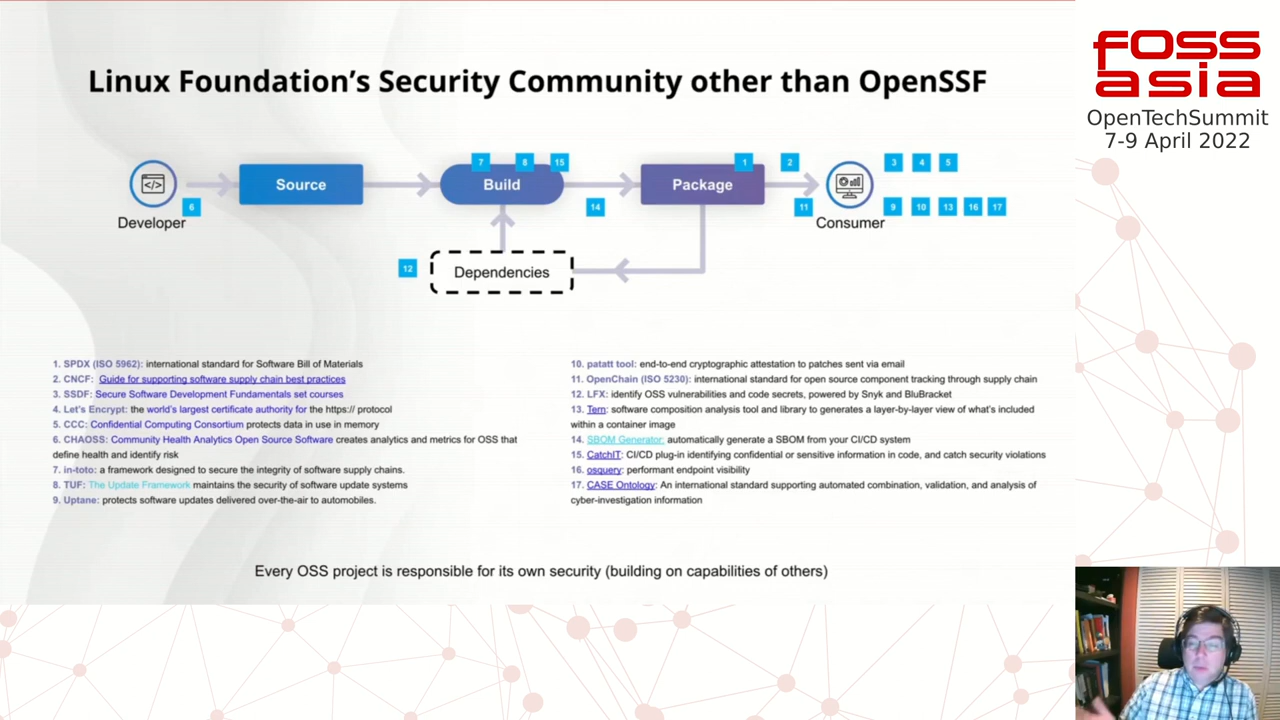 Linux Foundation's Security Community other than OpenSSF
foss
asia
OpenTechSummit
7-9 April 2022
7
8
15
1
2
3
4
5
</>
Source
Build
Package
6
14
11
9
10
13
16
17
Developer
Consumer
12
Dependencies
1. SPDX (ISO 5962): international standard for Software Bill of Materials
2. CNCF: Guide for supporting software supply chain best practices
3. SSDF: Secure Software Development Fundamentals set courses
4. Let's Encrypt: the world's largest certificate authority for the https:// protocol
5. CCC: Confidential Computing Consortium protects data in use in memory
6. CHAOSS: Community Health Analytics Open Source Software creates analytics and metrics for OSS that
define health and identify risk
7. in-toto: a framework designed to secure the integrity of software supply chains.
8. TUF: The Update Framework maintains the security of software update systems
9. Uptane: protects software updates delivered over-the-air to automobiles.
10. patatt tool: end-to-end cryptographic attestation to patches sent via email
11. OpenChain (ISO 5230): international standard for open source component tracking through supply chain
12. LFX: identify OSS vulnerabilities and code secrets, powered by Snyk and BluBracket
13. Tern: software composition analysis tool and library to generates a layer-by-layer view of what's included
within a container image
14. SBOM Generator: automatically generate a SBOM from your CI/CD system
15. CatchIT: CI/CD plug-in identifying confidential or sensitive information in code, and catch security violations
16. osquery: performant endpoint visibility
17. CASE Ontology: An international standard supporting automated combination, validation, and analysis of
cyber-investigation information
Every OSS project is responsible for its own security (building on capabilities of others)